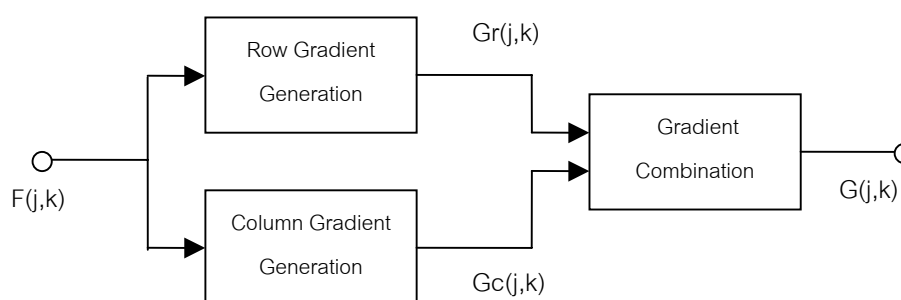 F(j,k)
Row Gradient
Generation
Gr(j,k)
Column Gradient
Generation
Gc(j,k)
Gradient
Combination
G(j,k)